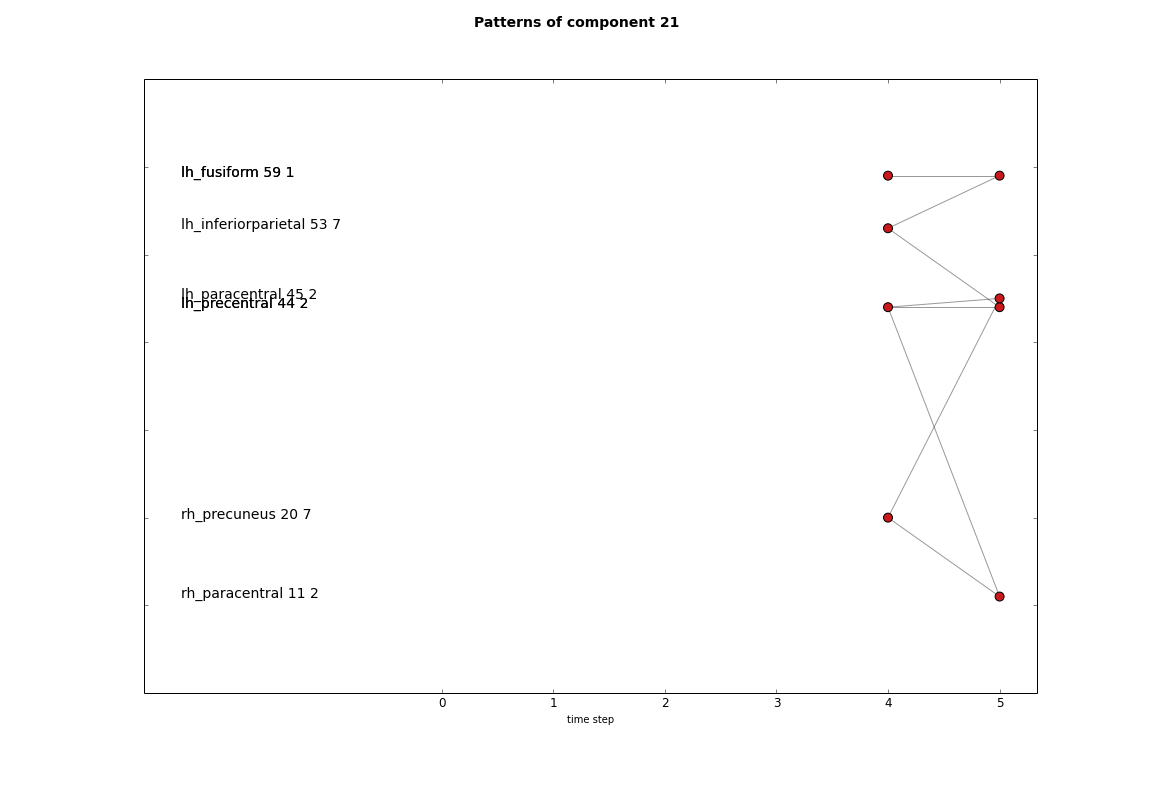 Patterns of component 21
lh_fusiform 59 1
lh_inferiorparietal 53 7
lh_paracentral 45 2
lh_precentral 44 2
rh_precuneus 20 7
rh_paracentral 11 2
0 1 2 3 4 5
time step